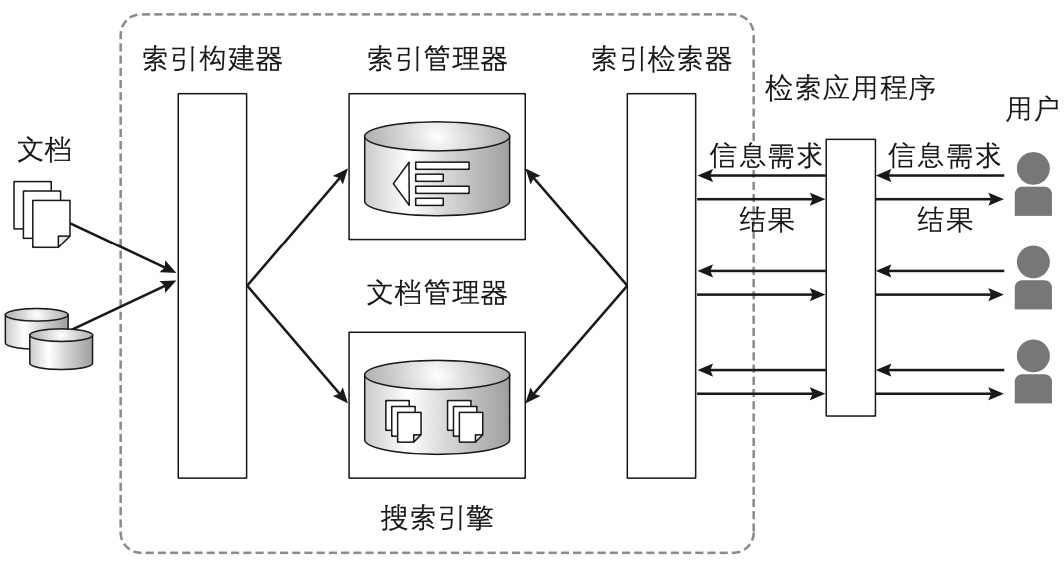 索引构建器
索引管理器
索引检索器
检索应用程序
用户
文档
信息需求
信息需求
结果
结果
文档管理器
搜索引擎